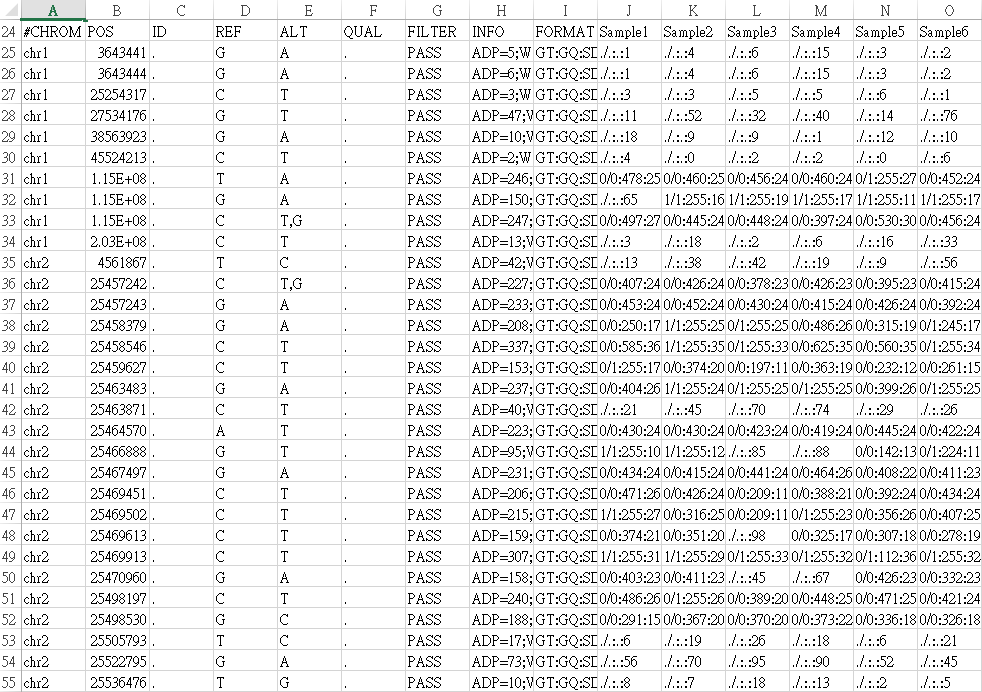 A B C D E F G H I J K L M N O
24 #CHROM POS ID REF ALT QUAL FILTER INFO FORMAT Sample1 Sample2 Sample3 Sample4 Sample5 Sample6
25 chr1 3643441 . G A . PASS ADP=5;W GT:GQ:SD ./.:.:1 ./.:.:4 ./.:.:6 ./.:.:15 ./.:.:3 ./.:.:2
26 chr1 3643444 . G A . PASS ADP=6;W GT:GQ:SD ./.:.:1 ./.:.:4 ./.:.:6 ./.:.:15 ./.:.:3 ./.:.:2
27 chr1 25254317 . C T . PASS ADP=3;W GT:GQ:SD ./.:.:3 ./.:.:3 ./.:.:5 ./.:.:5 ./.:.:6 ./.:.:1
28 chr1 27534176 . G T . PASS ADP=47;V GT:GQ:SD ./.:.:11 ./.:.:52 ./.:.:32 ./.:.:40 ./.:.:14 ./.:.:76
29 chr1 38563923 . G A . PASS ADP=10;V GT:GQ:SD ./.:.:18 ./.:.:9 ./.:.:9 ./.:.:1 ./.:.:12 ./.:.:10
30 chr1 45524213 . C T . PASS ADP=2;W GT:GQ:SD ./.:.:4 ./.:.:0 ./.:.:2 ./.:.:2 ./.:.:0 ./.:.:6
31 chr1 1.15E+08 . T A . PASS ADP=246; GT:GQ:SD 0/0:478:25 0/0:460:25 0/0:456:24 0/0:460:24 0/1:255:27 0/0:452:24
32 chr1 1.15E+08 . G A . PASS ADP=150; GT:GQ:SD ./.:.:65 1/1:255:16 1/1:255:19 1/1:255:17 1/1:255:11 1/1:255:17
33 chr1 1.15E+08 . C T,G . PASS ADP=247; GT:GQ:SD 0/0:497:27 0/0:445:24 0/0:448:24 0/0:397:24 0/0:530:30 0/0:456:24
34 chr1 2.03E+08 . C T . PASS ADP=13;V GT:GQ:SD ./.:.:3 ./.:.:18 ./.:.:2 ./.:.:6 ./.:.:16 ./.:.:33
35 chr2 4561867 . T C . PASS ADP=42;V GT:GQ:SD ./.:.:13 ./.:.:38 ./.:.:42 ./.:.:19 ./.:.:9 ./.:.:56
36 chr2 25457242 . C T,G . PASS ADP=227; GT:GQ:SD 0/0:407:24 0/0:426:24 0/0:378:23 0/0:426:23 0/0:395:23 0/0:415:24
37 chr2 25457243 . G A . PASS ADP=233; GT:GQ:SD 0/0:453:24 0/0:452:24 0/0:430:24 0/0:415:24 0/0:426:24 0/0:392:24
38 chr2 25458379 . G A . PASS ADP=208; GT:GQ:SD 0/0:250:17 1/1:255:25 0/1:255:25 0/0:486:26 0/0:315:19 0/1:245:17
39 chr2 25458546 . C T . PASS ADP=337; GT:GQ:SD 0/0:585:36 1/1:255:35 0/1:255:33 0/0:625:35 0/0:560:35 0/1:255:34
40 chr2 25459627 . C T . PASS ADP=153; GT:GQ:SD 0/1:255:17 0/0:374:20 0/0:197:11 0/0:363:19 0/0:232:12 0/0:261:15
41 chr2 25463483 . G A . PASS ADP=237; GT:GQ:SD 0/0:404:26 1/1:255:24 0/1:255:25 0/1:255:25 0/0:399:26 0/1:255:25
42 chr2 25463871 . C T . PASS ADP=40;V GT:GQ:SD ./.:.:21 ./.:.:45 ./.:.:70 ./.:.:74 ./.:.:29 ./.:.:26
43 chr2 25464570 . A T . PASS ADP=223; GT:GQ:SD 0/0:430:24 0/0:430:24 0/0:423:24 0/0:419:24 0/0:445:24 0/0:422:24
44 chr2 25466888 . G T . PASS ADP=95;V GT:GQ:SD 1/1:255:10 1/1:255:12 ./.:.:85 ./.:.:88 0/0:142:13 0/1:224:11
45 chr2 25467497 . G A . PASS ADP=231; GT:GQ:SD 0/0:434:24 0/0:415:24 0/0:441:24 0/0:464:26 0/0:408:22 0/0:411:23
46 chr2 25469451 . C T . PASS ADP=206; GT:GQ:SD 0/0:471:26 0/0:426:24 0/0:209:11 0/0:388:21 0/0:392:24 0/0:434:24
47 chr2 25469502 . C T . PASS ADP=215; GT:GQ:SD 1/1:255:27 0/0:316:25 0/0:209:11 0/1:255:23 0/0:356:26 0/0:407:25
48 chr2 25469613 . C T . PASS ADP=159; GT:GQ:SD 0/0:374:21 0/0:351:20 ./.:.:98 0/0:325:17 0/0:307:18 0/0:278:19
49 chr2 25469913 . C T . PASS ADP=307; GT:GQ:SD 1/1:255:31 1/1:255:29 0/1:255:33 0/1:255:32 0/1:112:36 0/1:255:32
50 chr2 25470960 . G A . PASS ADP=158; GT:GQ:SD 0/0:403:23 0/0:411:23 ./.:.:45 ./.:.:67 0/0:426:23 0/0:332:23
51 chr2 25498197 . C T . PASS ADP=240; GT:GQ:SD 0/0:486:26 0/1:255:26 0/0:389:20 0/0:448:25 0/0:471:25 0/0:421:24
52 chr2 25498530 . G C . PASS ADP=188; GT:GQ:SD 0/0:291:15 0/0:367:20 0/0:370:20 0/0:373:22 0/0:336:18 0/0:326:18
53 chr2 25505793 . T C . PASS ADP=17;V GT:GQ:SD ./.:.:6 ./.:.:19 ./.:.:26 ./.:.:18 ./.:.:6 ./.:.:21
54 chr2 25522795 . G A . PASS ADP=73;V GT:GQ:SD ./.:.:56 ./.:.:70 ./.:.:95 ./.:.:90 ./.:.:52 ./.:.:45
55 chr2 25536476 . T G . PASS ADP=10;V GT:GQ:SD ./.:.:8 ./.:.:7 ./.:.:18 ./.:.:13 ./.:.:2 ./.:.:5